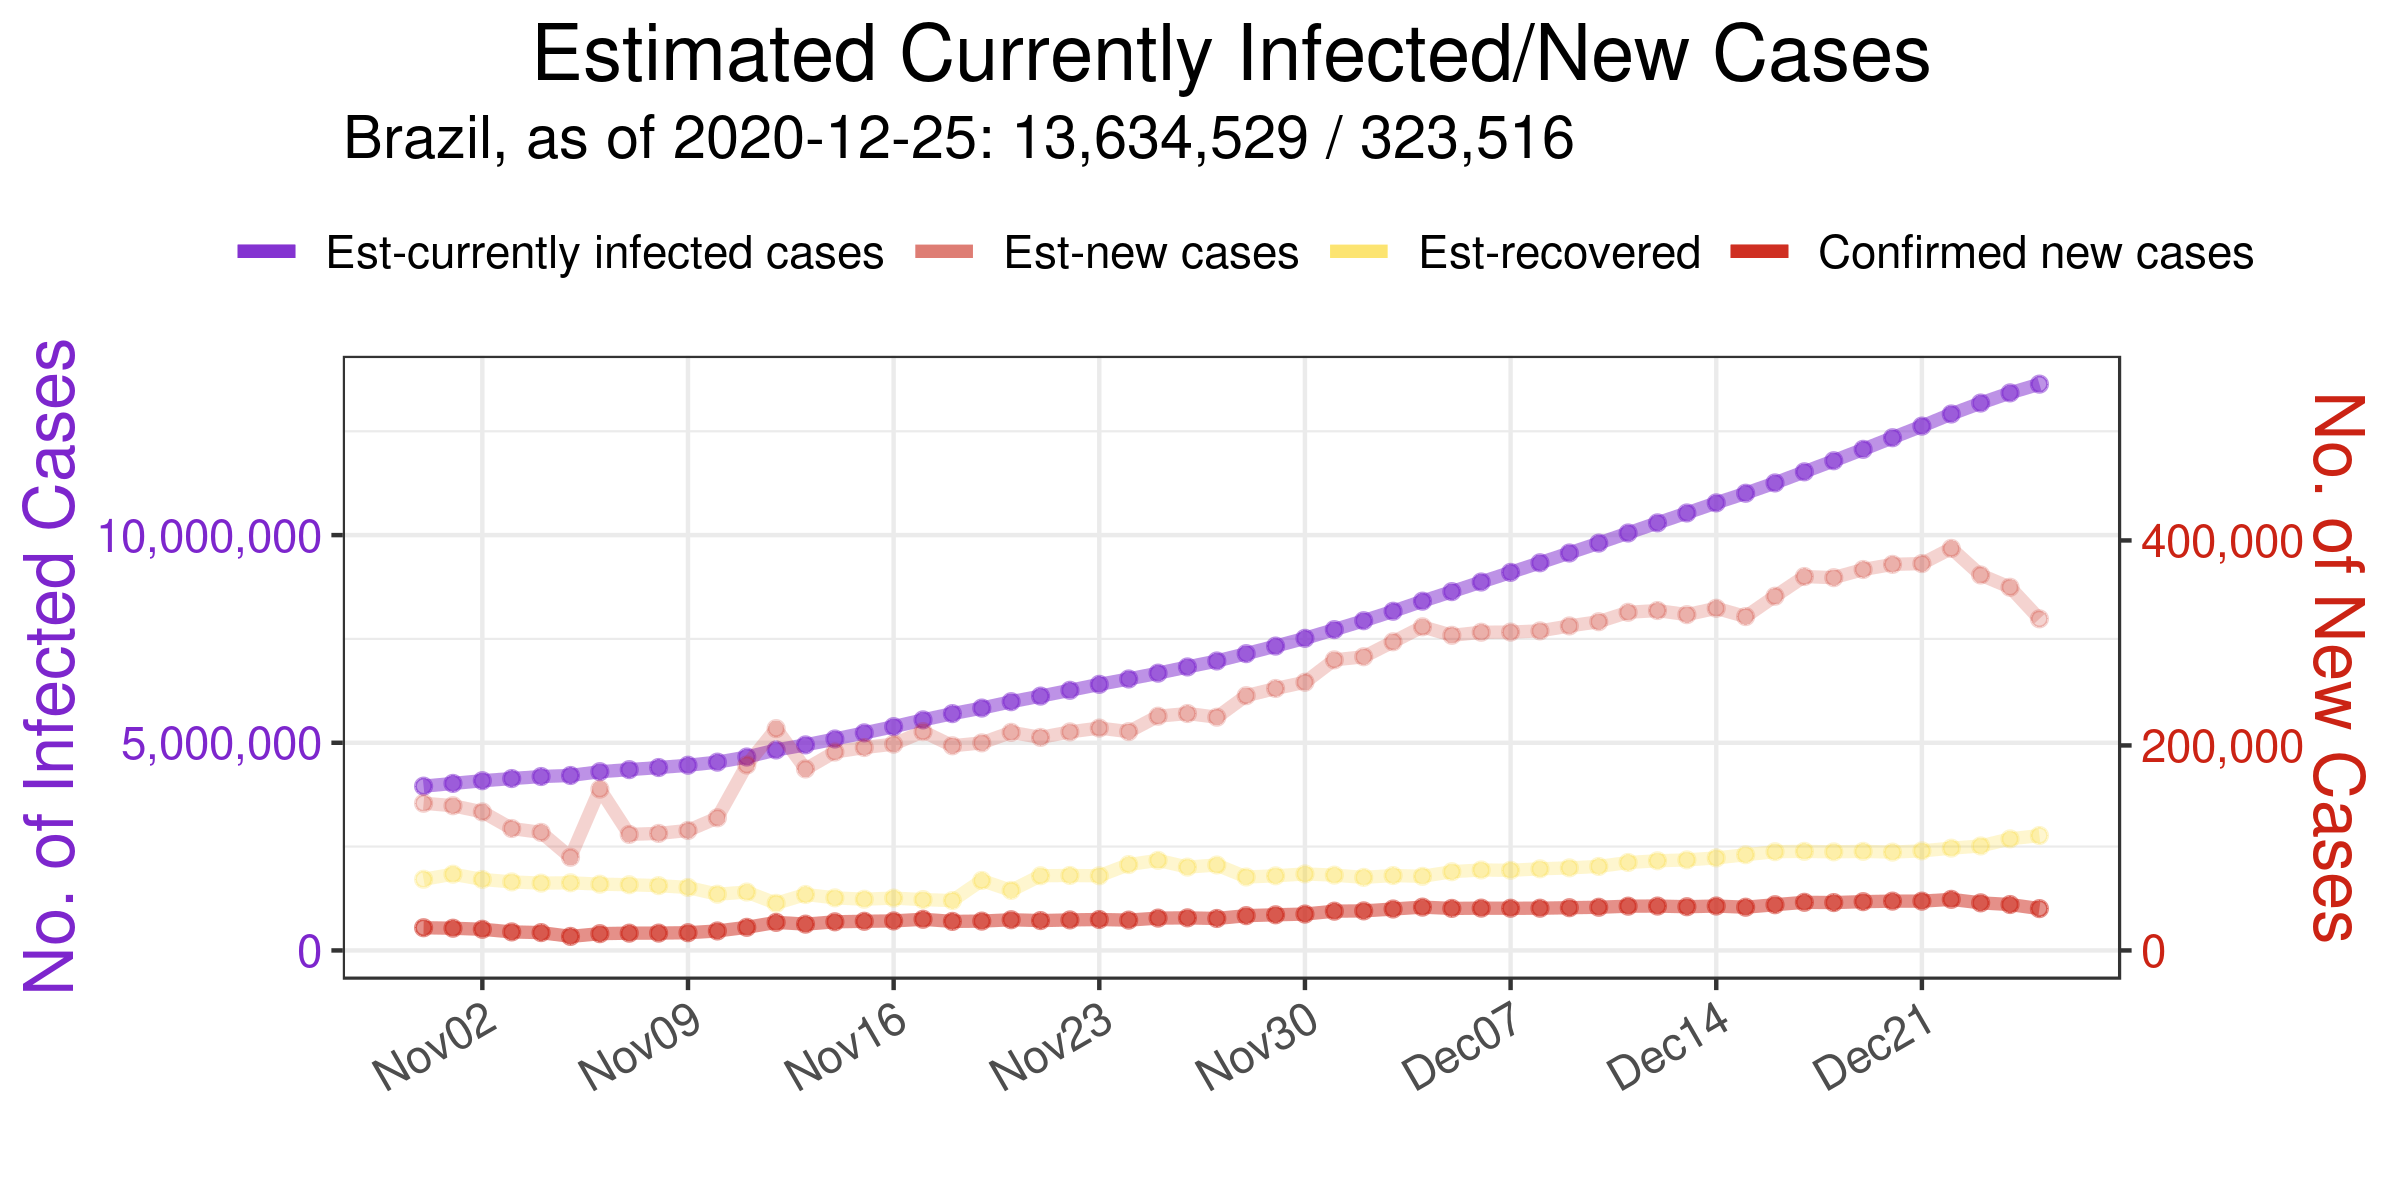 Estimated Currently Infected/New Cases
Brazil, as of 2020-12-25: 13,634,529 / 323,516
Est-currently infected cases Est-new cases Est-recovered Confirmed new cases
No. of Infected Cases
10,000,000
5,000,000
0
400,000
200,000
0
No. of New Cases
Nov02 Nov09 Nov16 Nov23 Nov30 Dec07 Dec14 Dec21